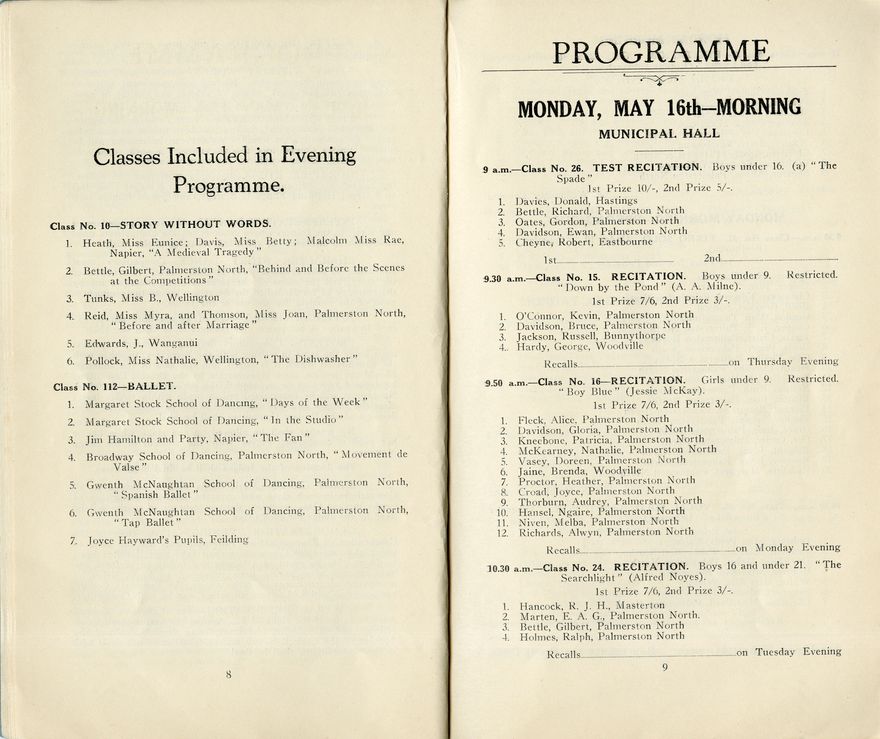 Classes Included in Evening
Programme.
Class No. 10—STORY WITHOUT WORDS.
1. Heath, Miss Eunice; Davis, Miss Betty; Malcolm Miss Rae,
Napier, "A Medieval Tragedy"
2. Bettle, Gilbert, Palmerston North, "Behind and Before the Scenes
at the Competitions"
3. Tunks, Miss B., Wellington
4. Reid, Miss Myra, and Thomson, Miss Joan, Palmerston North,
"Before and after Marriage"
5. Edwards, J., Wanganui
6. Pollock, Miss Nathalie, Wellington, "The Dishwasher"
Class No. 112—BALLET.
1. Margaret Stock School of Dancing, "Days of the Week"
2. Margaret Stock School of Dancing, "In the Studio"
3. Jim Hamilton and Party, Napier, "The Fan"
4. Broadway School of Dancing, Palmerston North, "Movement de
Valse"
5. Gwenth McNaughtan School of Dancing, Palmerston North,
"Spanish Ballet"
6. Gwenth McNaughtan School of Dancing, Palmerston North,
"Tap Ballet"
7. Joyce Hayward's Pupils, Feilding
8
PROGRAMME
MONDAY, MAY 16th—MORNING
MUNICIPAL HALL
9 a.m.—Class No. 26. TEST RECITATION. Boys under 16. (a) "The
Spade"
1st Prize 10/-, 2nd Prize 5/-.
1. Davies, Donald, Hastings
2. Bettle, Richard, Palmerston North
3. Oates, Gordon, Palmerston North
4. Davidson, Ewan, Palmerston North
5. Cheyne, Robert, Eastbourne
1st 2nd
9.30 a.m.—Class No. 15. RECITATION. Boys under 9. Restricted.
"Down by the Pond" (A. A. Milne).
1st Prize 7/6, 2nd Prize 3/-.
1. O'Connor, Kevin, Palmerston North
2. Davidson, Bruce, Palmerston North
3. Jackson, Russell, Bunnythorpe
4. Hardy, George, Woodville
Recalls on Thursday Evening
9.50 a.m.—Class No. 16—RECITATION. Girls under 9. Restricted.
"Boy Blue" (Jessie McKay).
1st Prize 7/6, 2nd Prize 3/-.
1. Fleck, Alice, Palmerston North
2. Davidson, Gloria, Palmerston North
3. Kneebone, Patricia, Palmerston North
4. McKearney, Nathalie, Palmerston North
5. Vasey, Doreen, Palmerston North
6. Jaine, Brenda, Woodville
7. Proctor, Heather, Palmerston North
8. Croad, Joyce, Palmerston North
9. Thorburn, Audrey, Palmerston North
10. Hansel, Ngaire, Palmerston North
11. Niven, Melba, Palmerston North
12. Richards, Alwyn, Palmerston North
Recalls on Monday Evening
10.30 a.m.—Class No. 24. RECITATION. Boys 16 and under 21. "The
Searchlight" (Alfred Noyes).
1st Prize 7/6, 2nd Prize 3/-.
1. Hancock, R. J. H., Masterton
2. Marten, E. A. G., Palmerston North.
3. Bettle, Gilbert, Palmerston North
4. Holmes, Ralph, Palmerston North
Recalls on Tuesday Evening
9